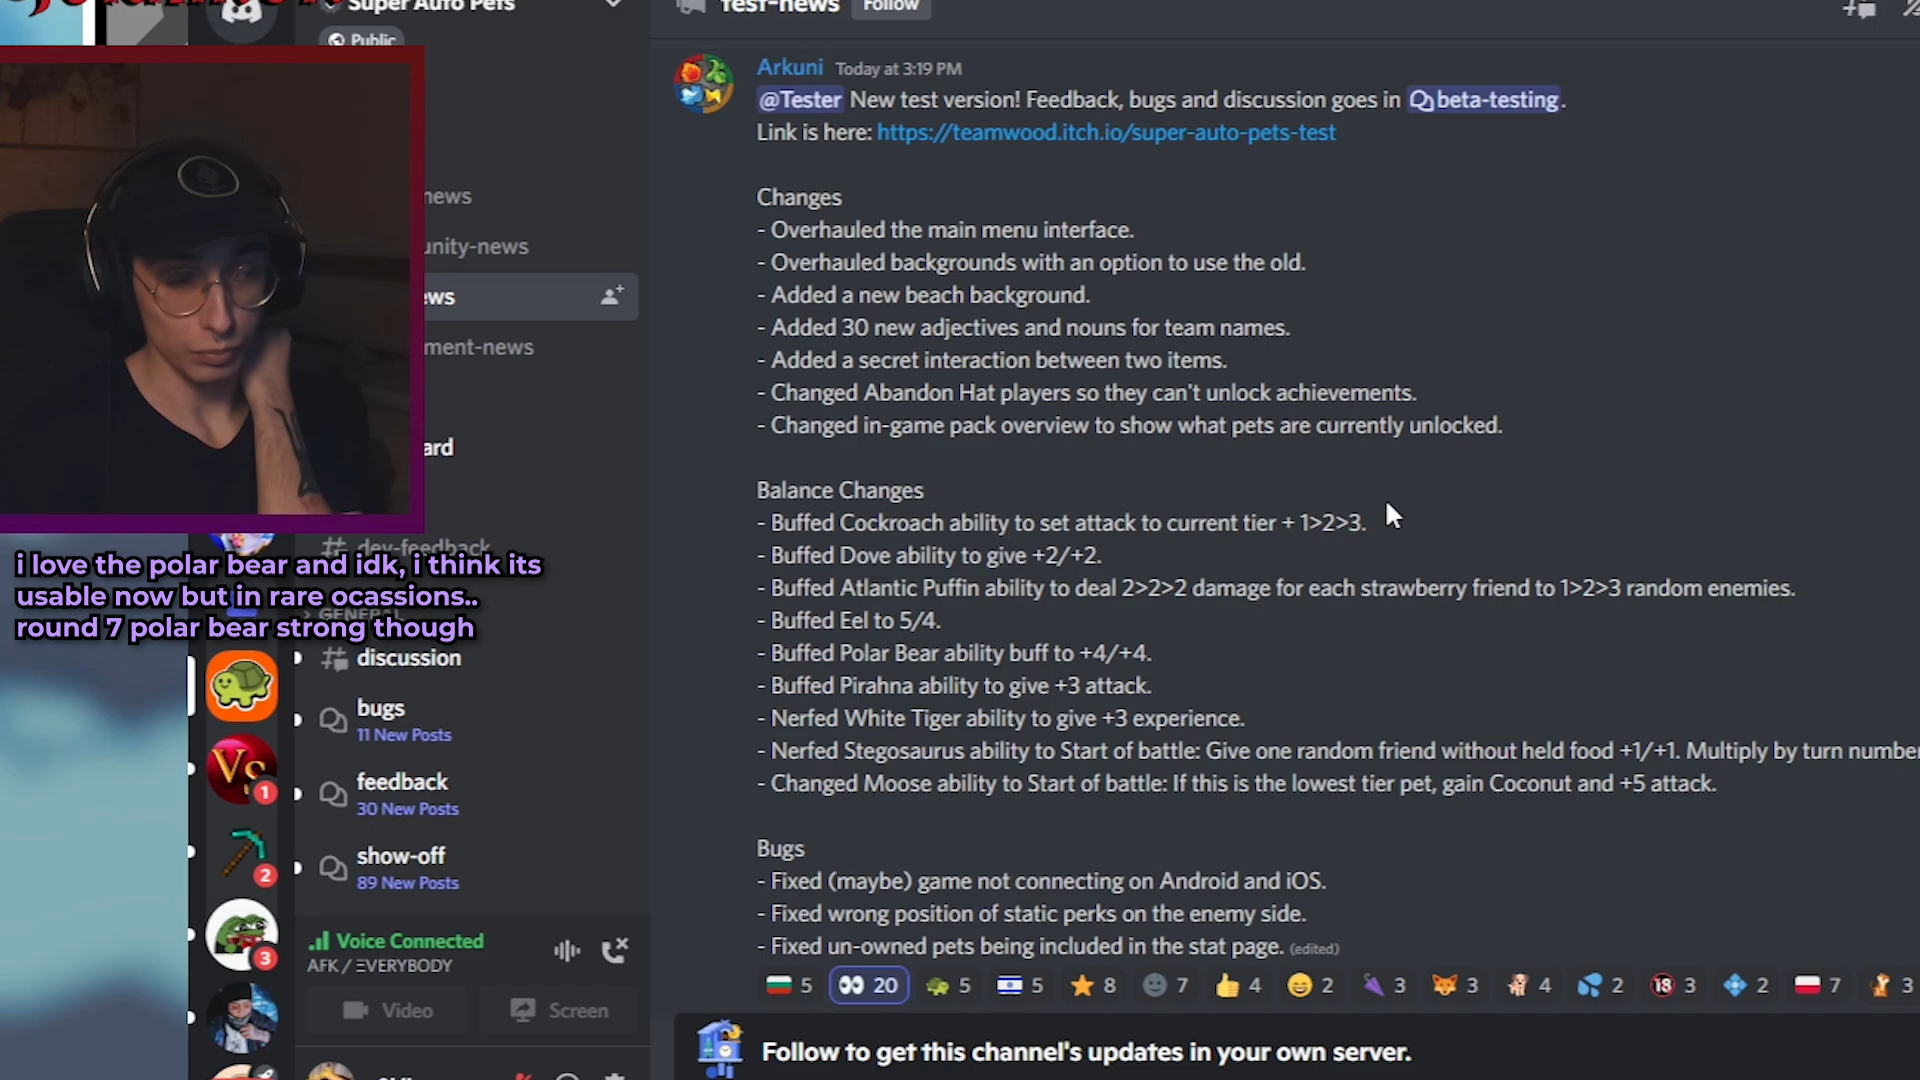 Super Auto Pets
Public
test-news
Follow
Arkuni Today at 3:19 PM
@Tester New test version! Feedback, bugs and discussion goes in beta-testing.
Link is here: https://teamwood.itch.io/super-auto-pets-test
Changes
- Overhauled the main menu interface.
- Overhauled backgrounds with an option to use the old.
- Added a new beach background.
- Added 30 new adjectives and nouns for team names.
- Added a secret interaction between two items.
- Changed Abandon Hat players so they can't unlock achievements.
- Changed in-game pack overview to show what pets are currently unlocked.
Balance Changes
- Buffed Cockroach ability to set attack to current tier + 1>2>3.
- Buffed Dove ability to give +2/+2.
- Buffed Atlantic Puffin ability to deal 2>2>2 damage for each strawberry friend to 1>2>3 random enemies.
- Buffed Eel to 5/4.
- Buffed Polar Bear ability buff to +4/+4.
- Buffed Pirahna ability to give +3 attack.
- Nerfed White Tiger ability to give +3 experience.
- Nerfed Stegosaurus ability to Start of battle: Give one random friend without held food +1/+1. Multiply by turn number
- Changed Moose ability to Start of battle: If this is the lowest tier pet, gain Coconut and +5 attack.
Bugs
- Fixed (maybe) game not connecting on Android and iOS.
- Fixed wrong position of static perks on the enemy side.
- Fixed un-owned pets being included in the stat page. (edited)
5 20 5 5 8 7 4 2 3 3 4 2 18 3 2 7 3
Follow to get this channel's updates in your own server.
news
unity-news
ews
ment-news
ard
dev-feedback
i love the polar bear and idk, i think its
usable now but in rare ocassions..
round 7 polar bear strong though
GENERAL
discussion
bugs
11 New Posts
feedback
30 New Posts
show-off
89 New Posts
VS
1
2
3
Voice Connected
AFK / ΞVERYBODY
Video
Screen